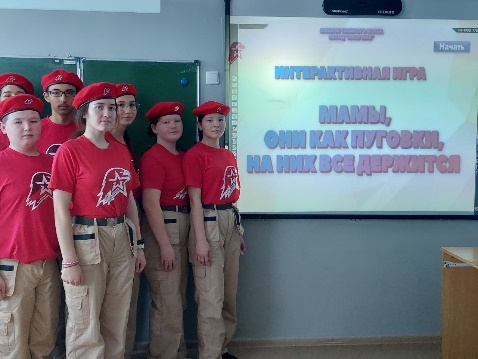 Начать
ИНТЕРАКТИВНАЯ ИГРА
МАМЫ,
ОНИ КАК ПУГОВКИ,
НА НИХ ВСЕ ДЕРЖИТСЯ